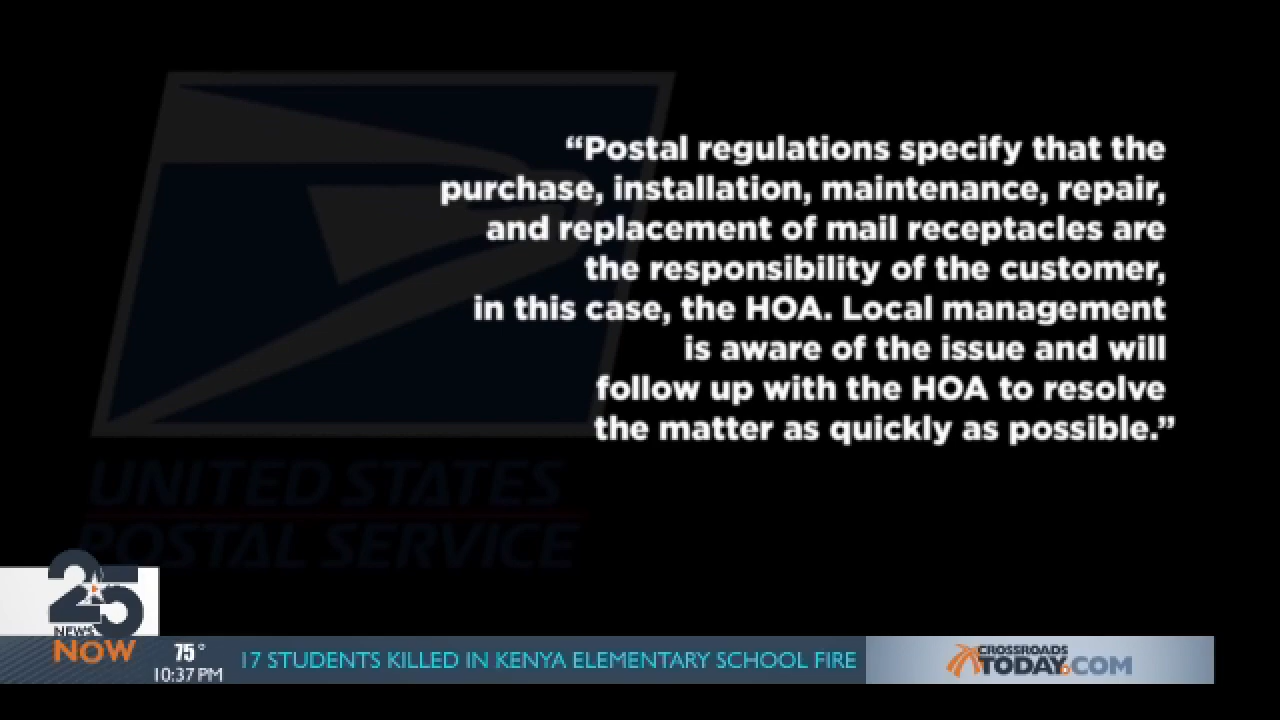 “Postal regulations specify that the
purchase, installation, maintenance, repair,
and replacement of mail receptacles are
the responsibility of the customer,
in this case, the HOA. Local management
is aware of the issue and will
follow up with the HOA to resolve
the matter as quickly as possible.”
UNITED STATES
POSTAL SERVICE
25
NEWS
NOW
75°
10:37 PM
17 STUDENTS KILLED IN KENYA ELEMENTARY SCHOOL FIRE
CROSSROADS
TODAY.COM